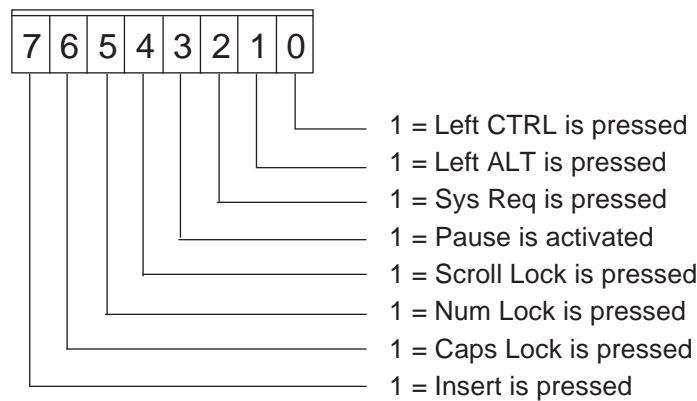 7 6 5 4 3 2 1 0
1 = Left CTRL is pressed
1 = Left ALT is pressed
1 = Sys Req is pressed
1 = Pause is activated
1 = Scroll Lock is pressed
1 = Num Lock is pressed
1 = Caps Lock is pressed
1 = Insert is pressed